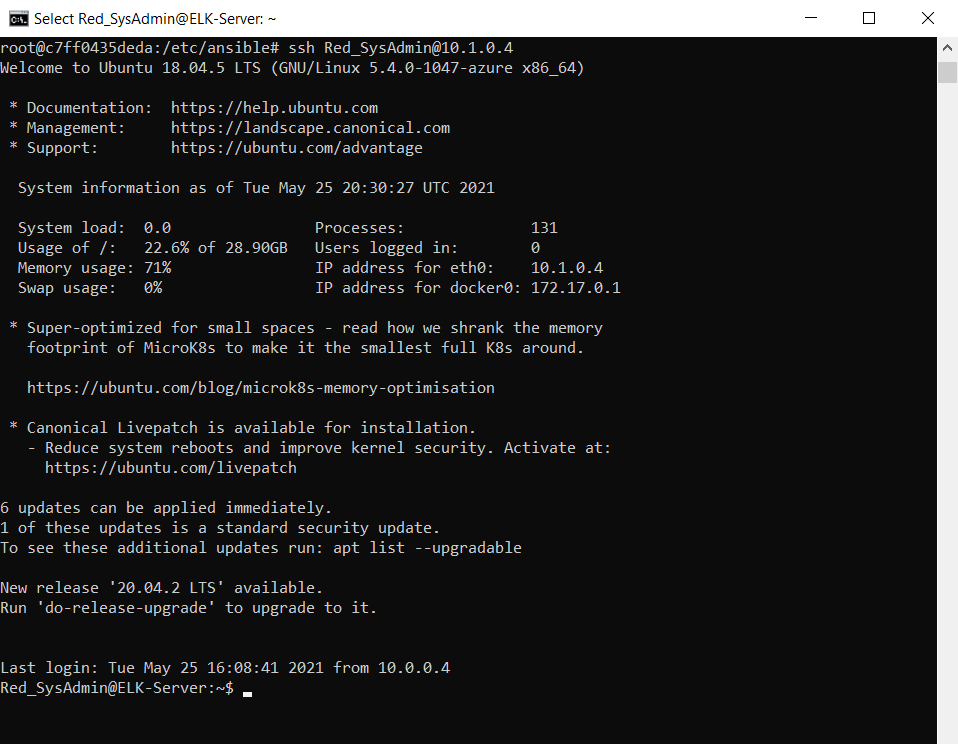 Select Red_SysAdmin@ELK-Server: ~
root@c7ff0435deda:/etc/ansible# ssh Red_SysAdmin@10.1.0.4
Welcome to Ubuntu 18.04.5 LTS (GNU/Linux 5.4.0-1047-azure x86_64)

 * Documentation:  https://help.ubuntu.com
 * Management:     https://landscape.canonical.com
 * Support:        https://ubuntu.com/advantage

  System information as of Tue May 25 20:30:27 UTC 2021

  System load:  0.0                Processes:              131
  Usage of /:   22.6% of 28.90GB   Users logged in:        0
  Memory usage: 71%                IP address for eth0:    10.1.0.4
  Swap usage:   0%                 IP address for docker0: 172.17.0.1

 * Super-optimized for small spaces - read how we shrank the memory
   footprint of MicroK8s to make it the smallest full K8s around.

   https://ubuntu.com/blog/microk8s-memory-optimisation

 * Canonical Livepatch is available for installation.
   - Reduce system reboots and improve kernel security. Activate at:
     https://ubuntu.com/livepatch

6 updates can be applied immediately.
1 of these updates is a standard security update.
To see these additional updates run: apt list --upgradable

New release '20.04.2 LTS' available.
Run 'do-release-upgrade' to upgrade to it.

Last login: Tue May 25 16:08:41 2021 from 10.0.0.4
Red_SysAdmin@ELK-Server:~$